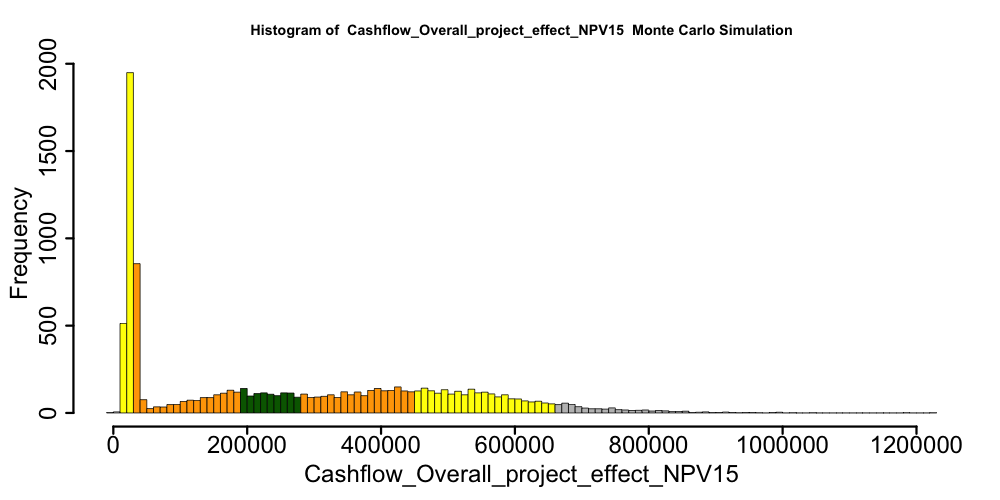 Histogram of  Cashflow_Overall_project_effect_NPV15  Monte Carlo Simulation
Frequency
2000
1500
1000
500
0
0 200000 400000 600000 800000 1000000 1200000
Cashflow_Overall_project_effect_NPV15